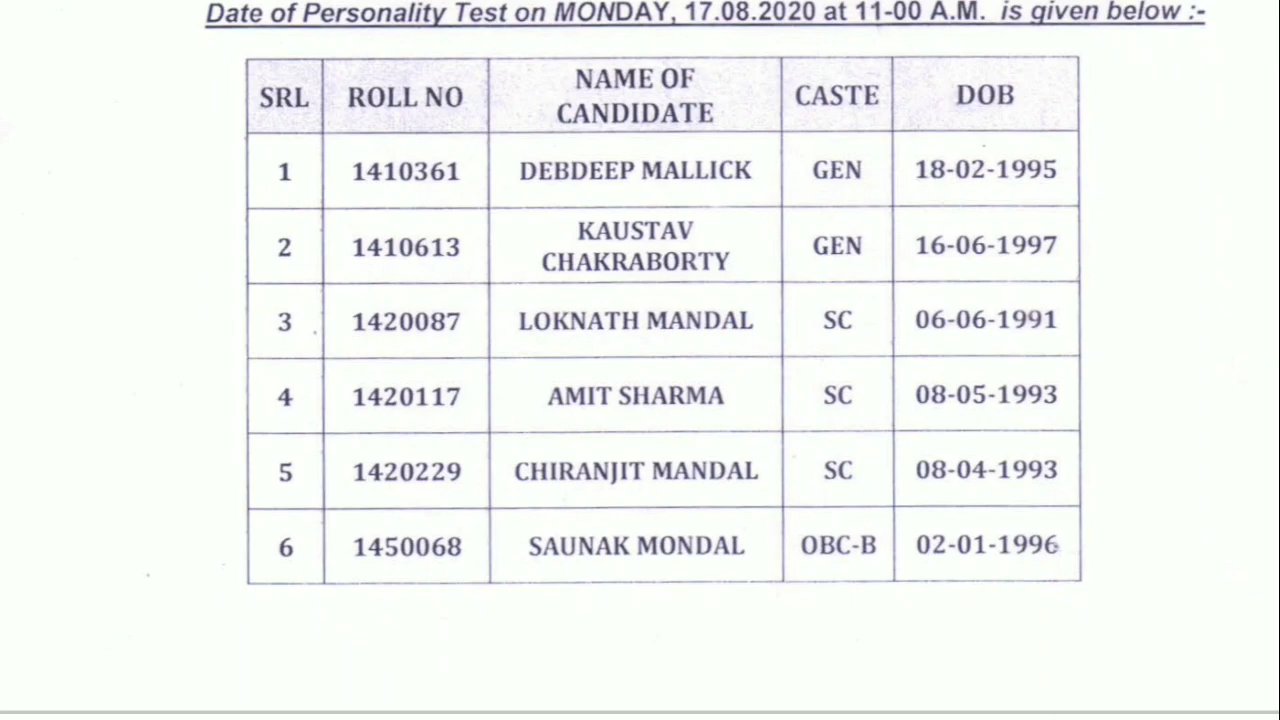 Date of Personality Test on MONDAY, 17.08.2020 at 11-00 A.M. is given below :-
SRL ROLL NO NAME OF CANDIDATE CASTE DOB
1 1410361 DEBDEEP MALLICK GEN 18-02-1995
2 1410613 KAUSTAV CHAKRABORTY GEN 16-06-1997
3 1420087 LOKNATH MANDAL SC 06-06-1991
4 1420117 AMIT SHARMA SC 08-05-1993
5 1420229 CHIRANJIT MANDAL SC 08-04-1993
6 1450068 SAUNAK MONDAL OBC-B 02-01-1996